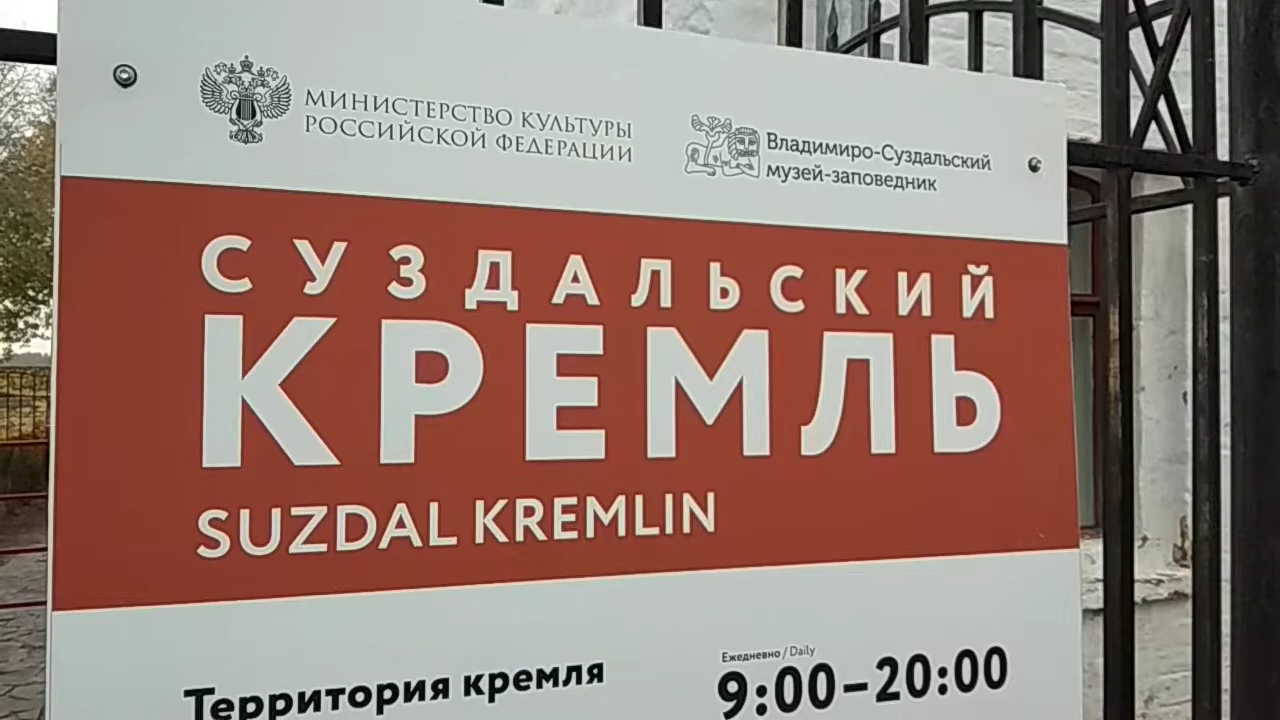 МИНИСТЕРСТВО КУЛЬТУРЫ
РОССИЙСКОЙ ФЕДЕРАЦИИ
Владимиро-Суздальский
музей-заповедник
СУЗДАЛЬСКИЙ
КРЕМЛЬ
SUZDAL KREMLIN
Территория кремля
Ежедневно / Daily
9:00–20:00